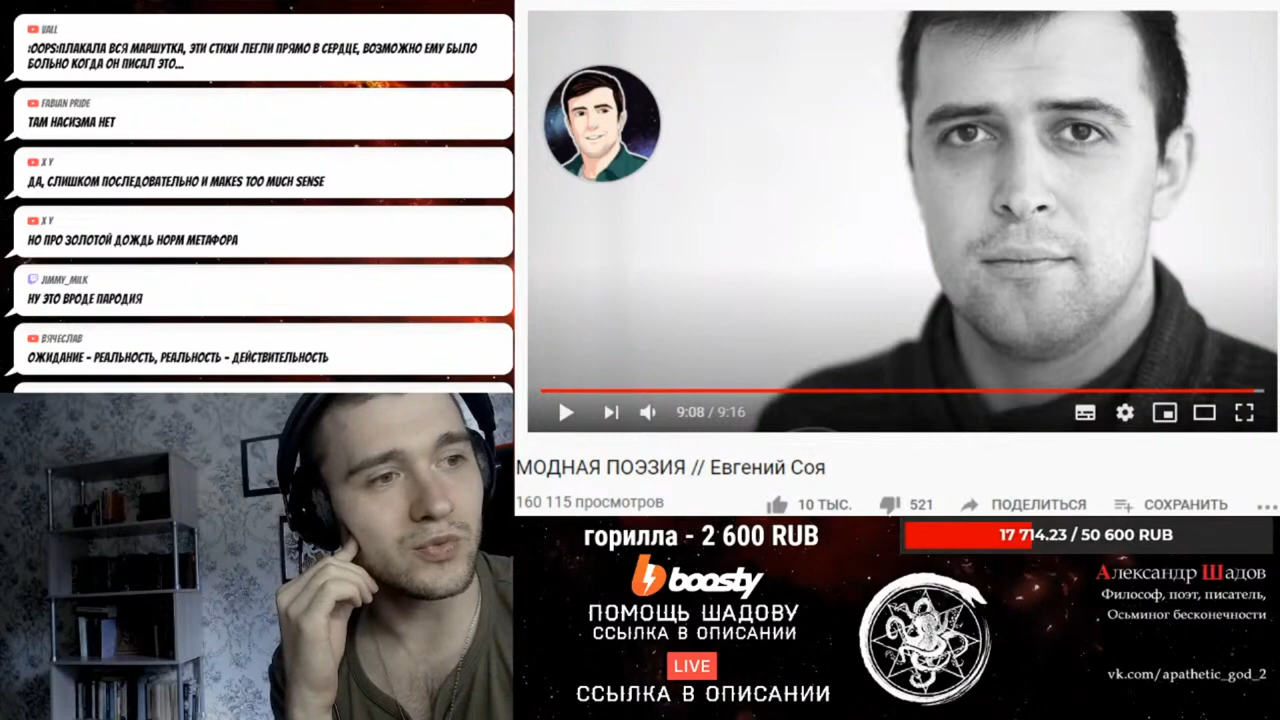 VALL
:OOPS:ПЛАКАЛА ВСЯ МАРШУТКА, ЭТИ СТИХИ ЛЕГЛИ ПРЯМО В СЕРДЦЕ, ВОЗМОЖНО ЕМУ БЫЛО
БОЛЬНО КОГДА ОН ПИСАЛ ЭТО...
FABIAN PRIDE
ТАМ НАСИЗМА НЕТ
X Y
ДА, СЛИШКОМ ПОСЛЕДОВАТЕЛЬНО И MAKES TOO MUCH SENSE
X Y
НО ПРО ЗОЛОТОЙ ДОЖДЬ НОРМ МЕТАФОРА
JIMMY_MILK
НУ ЭТО ВРОДЕ ПАРОДИЯ
ВЯЧЕСЛАВ
ОЖИДАНИЕ - РЕАЛЬНОСТЬ, РЕАЛЬНОСТЬ - ДЕЙСТВИТЕЛЬНОСТЬ
9:08 / 9:16
МОДНАЯ ПОЭЗИЯ // Евгений Соя
160 115 просмотров
10 ТЫС.
521
ПОДЕЛИТЬСЯ
СОХРАНИТЬ
горилла - 2 600 RUB
17 714.23 / 50 600 RUB
boosty
ПОМОЩЬ ШАДОВУ
ССЫЛКА В ОПИСАНИИ
LIVE
ССЫЛКА В ОПИСАНИИ
Александр Шадов
Философ, поэт, писатель,
Осьминог бесконечности
vk.com/apathetic_god_2